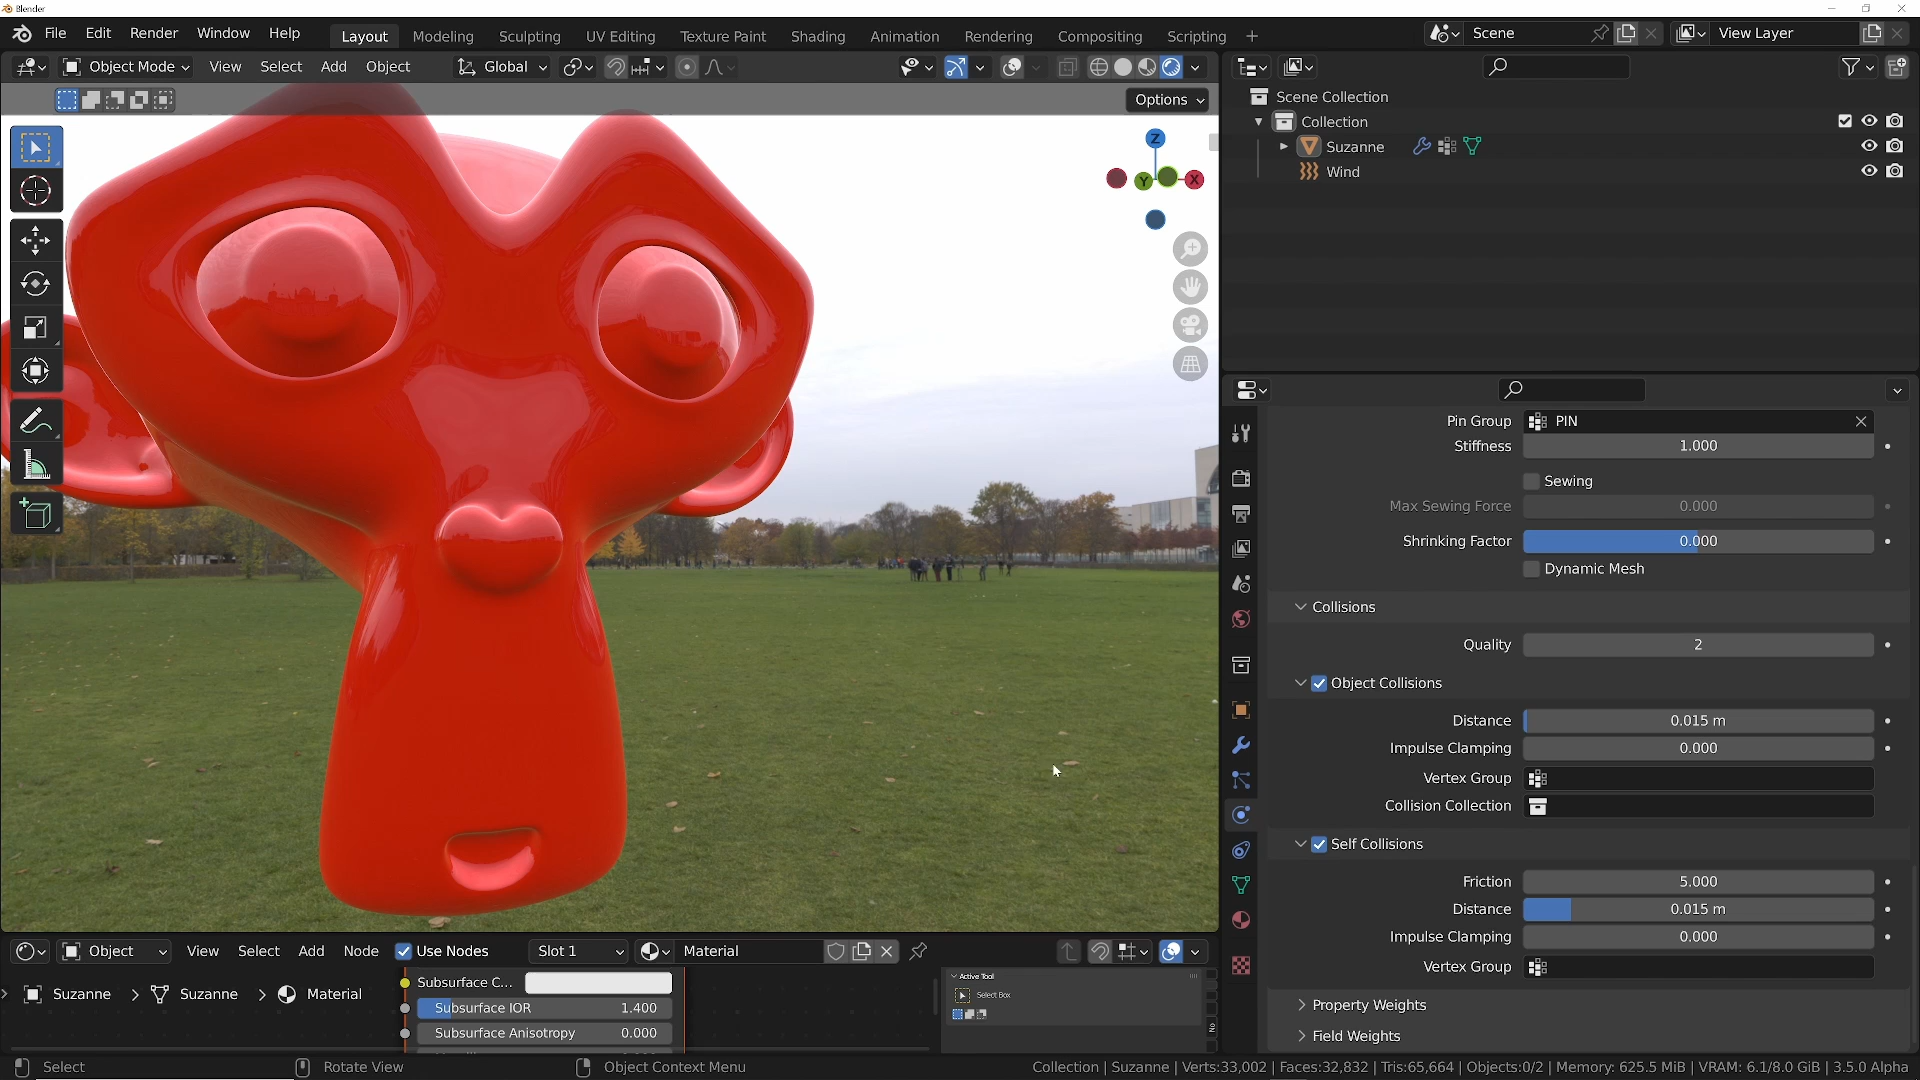 Blender
File Edit Render Window Help Layout Modeling Sculpting UV Editing Texture Paint Shading Animation Rendering Compositing Scripting + Scene View Layer
Object Mode View Select Add Object Global
Options
Z
Y X
Scene Collection
Collection
Suzanne
Wind
Pin Group PIN
Stiffness 1.000
Sewing
Max Sewing Force 0.000
Shrinking Factor 0.000
Dynamic Mesh
Collisions
Quality 2
Object Collisions
Distance 0.015 m
Impulse Clamping 0.000
Vertex Group
Collision Collection
Self Collisions
Friction 5.000
Distance 0.015 m
Impulse Clamping 0.000
Vertex Group
Property Weights
Field Weights
Object View Select Add Node Use Nodes Slot 1 Material
Suzanne > Suzanne > Material
Subsurface C...
Subsurface IOR 1.400
Subsurface Anisotropy 0.000
Active Tool
Select Box
No
Select Rotate View Object Context Menu Collection | Suzanne | Verts:33,002 | Faces:32,832 | Tris:65,664 | Objects:0/2 | Memory: 625.5 MiB | VRAM: 6.1/8.0 GiB | 3.5.0 Alpha